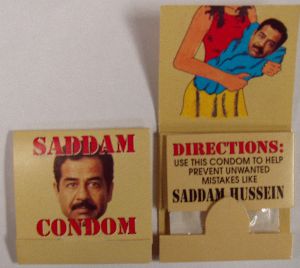 SADDAM
CONDOM
DIRECTIONS:
USE THIS CONDOM TO HELP
PREVENT UNWANTED
MISTAKES LIKE
SADDAM HUSSEIN